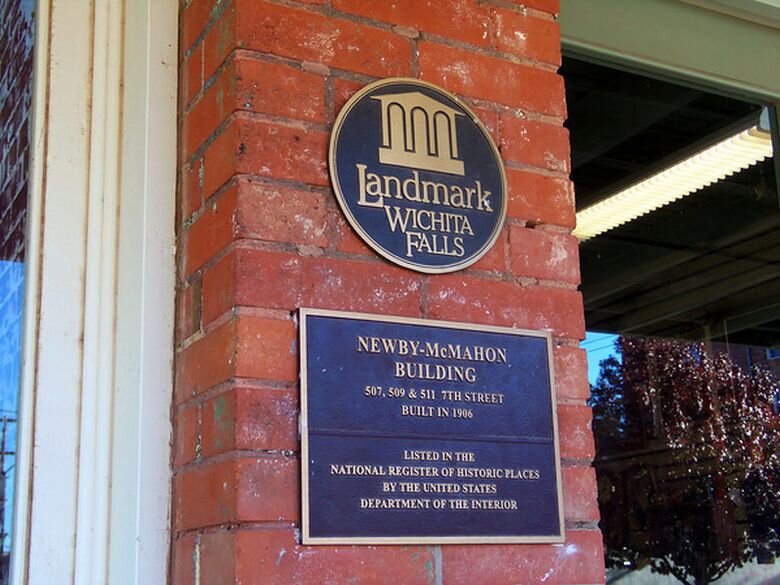 Landmark
WICHITA
FALLS
NEWBY-MCMAHON
BUILDING
507, 509 & 511 7TH STREET
BUILT IN 1906
LISTED IN THE
NATIONAL REGISTER OF HISTORIC PLACES
BY THE UNITED STATES
DEPARTMENT OF THE INTERIOR